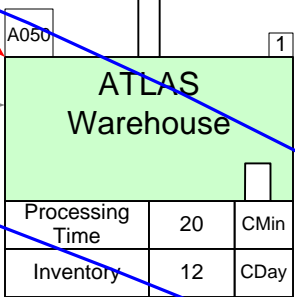 A050
1
ATLAS
Warehouse
Processing
Time
20
CMin
Inventory
12
CDay